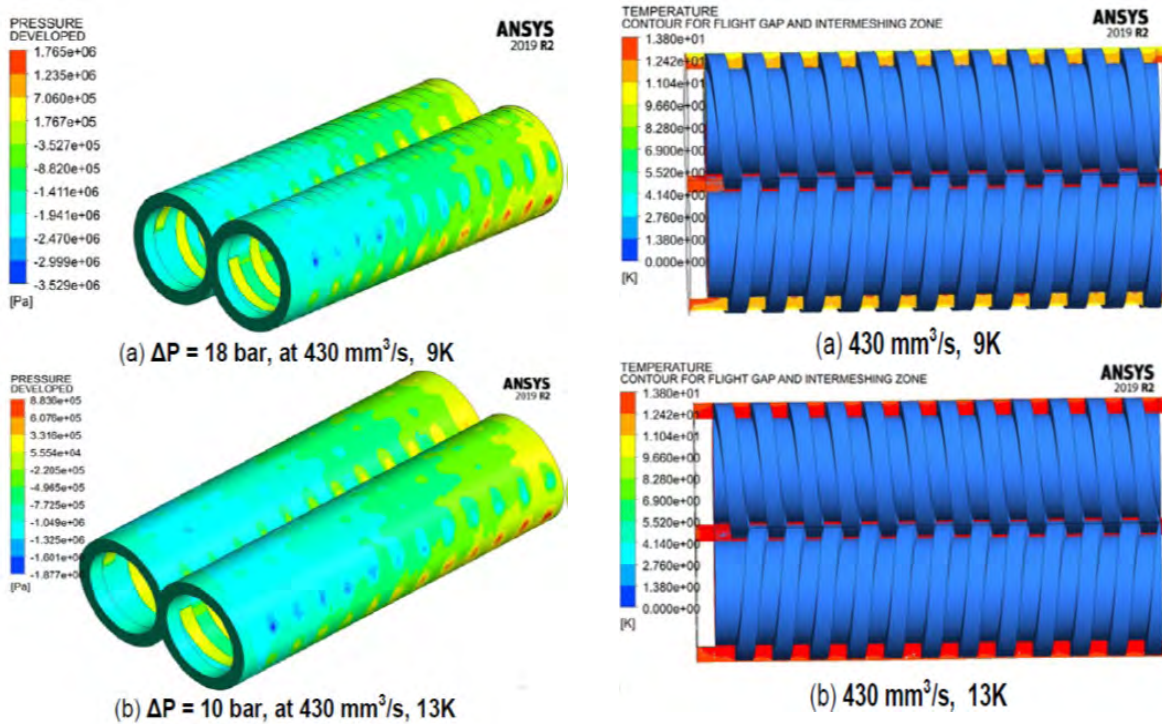 PRESSURE
DEVELOPED
ANSYS
2019 R2
1.765e+06
1.235e+06
7.060e+05
1.767e+05
-3.527e+05
-8.820e+05
-1.411e+06
-1.941e+06
-2.470e+06
-2.999e+06
-3.529e+06
[Pa]
(a) ΔP = 18 bar, at 430 mm³/s, 9K
TEMPERATURE
CONTOUR FOR FLIGHT GAP AND INTERMESHING ZONE
ANSYS
2019 R2
1.380e+01
1.242e+01
1.104e+01
9.660e+00
8.280e+00
6.900e+00
5.520e+00
4.140e+00
2.760e+00
1.380e+00
0.000e+00
[K]
(a) 430 mm³/s, 9K
PRESSURE
DEVELOPED
ANSYS
2019 R2
8.836e+05
6.076e+05
3.316e+05
5.554e+04
-2.205e+05
-4.965e+05
-7.725e+05
-1.049e+06
-1.325e+06
-1.601e+06
-1.877e+0
[Pa]
(b) ΔP = 10 bar, at 430 mm³/s, 13K
TEMPERATURE
CONTOUR FOR FLIGHT GAP AND INTERMESHING ZONE
ANSYS
2019 R2
1.380e+01
1.242e+01
1.104e+00
9.660e+00
8.280e+00
6.900e+00
5.520e+00
4.140e+00
2.760e+00
1.380e+00
0.000e+00
[K]
(b) 430 mm³/s, 13K